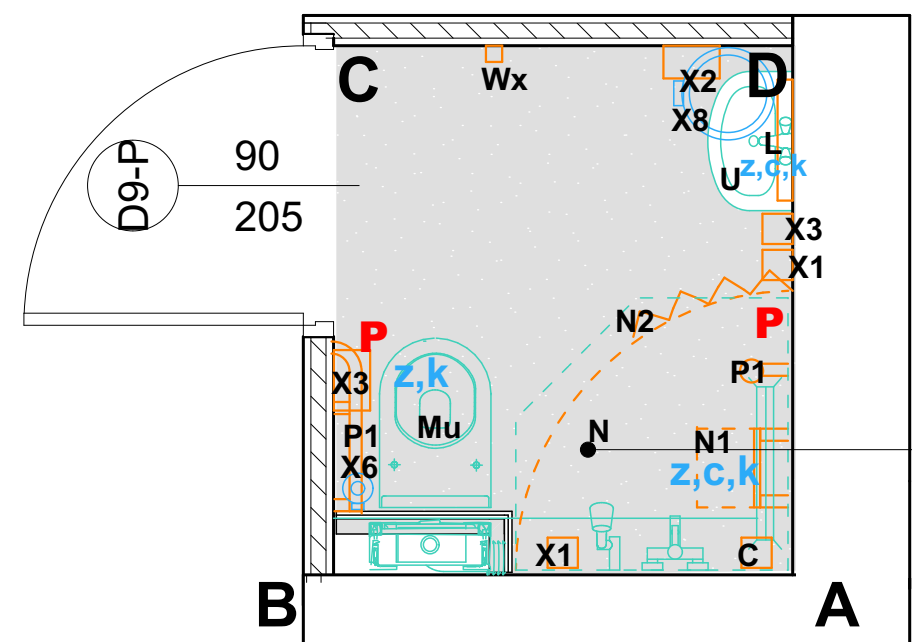 C
D
Wx
X2
X8
D9-P
90
205
L
z,c,k
U
X3
X1
P
N2
P
X3
z,k
P1
Mu
P1
N
N1
X6
z,c,k
X1
C
B
A